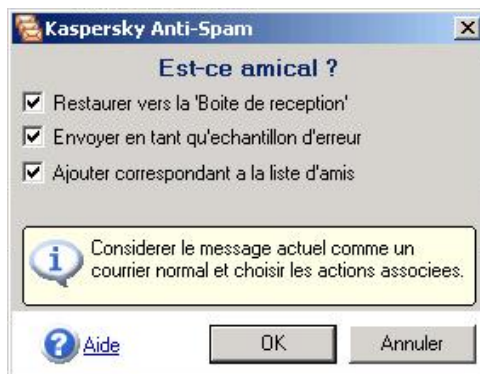 Kaspersky Anti-Spam
Est-ce amical ?
Restaurer vers la 'Boite de reception'
Envoyer en tant qu'echantillon d'erreur
Ajouter correspondant a la liste d'amis
Considerer le message actuel comme un
courrier normal et choisir les actions associees.
Aide
OK
Annuler